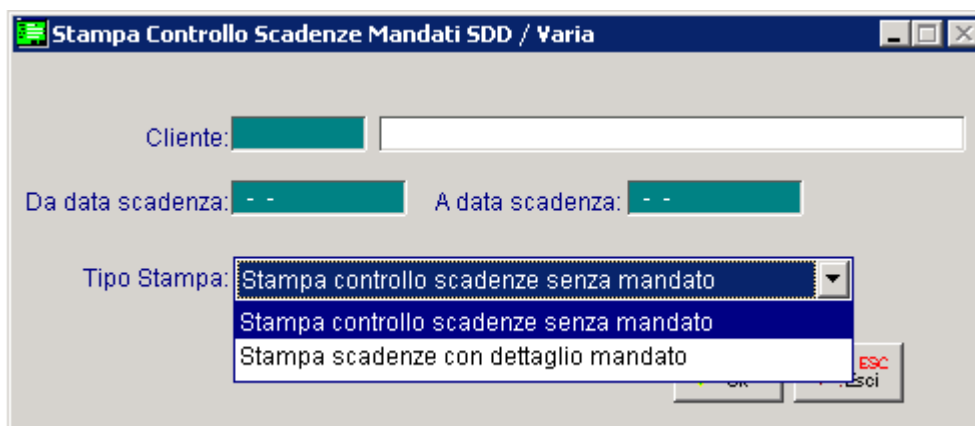 Stampa Controllo Scadenze Mandati SDD / Varia
Cliente:
Da data scadenza: - - A data scadenza: - -
Tipo Stampa: Stampa controllo scadenze senza mandato
Stampa controllo scadenze senza mandato
Stampa scadenze con dettaglio mandato
ESC
Esci